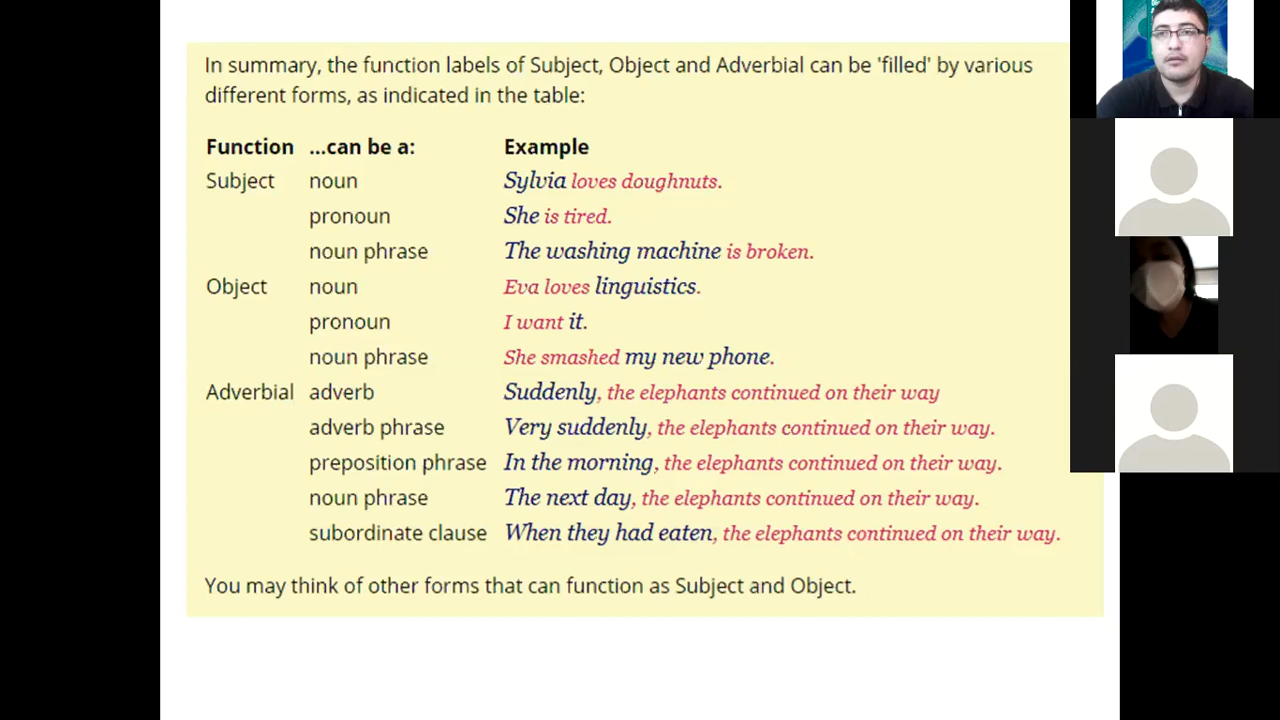 In summary, the function labels of Subject, Object and Adverbial can be 'filled' by various
different forms, as indicated in the table:
Function ...can be a: Example
Subject noun Sylvia loves doughnuts.
pronoun She is tired.
noun phrase The washing machine is broken.
Object noun Eva loves linguistics.
pronoun I want it.
noun phrase She smashed my new phone.
Adverbial adverb Suddenly, the elephants continued on their way
adverb phrase Very suddenly, the elephants continued on their way.
preposition phrase In the morning, the elephants continued on their way.
noun phrase The next day, the elephants continued on their way.
subordinate clause When they had eaten, the elephants continued on their way.
You may think of other forms that can function as Subject and Object.